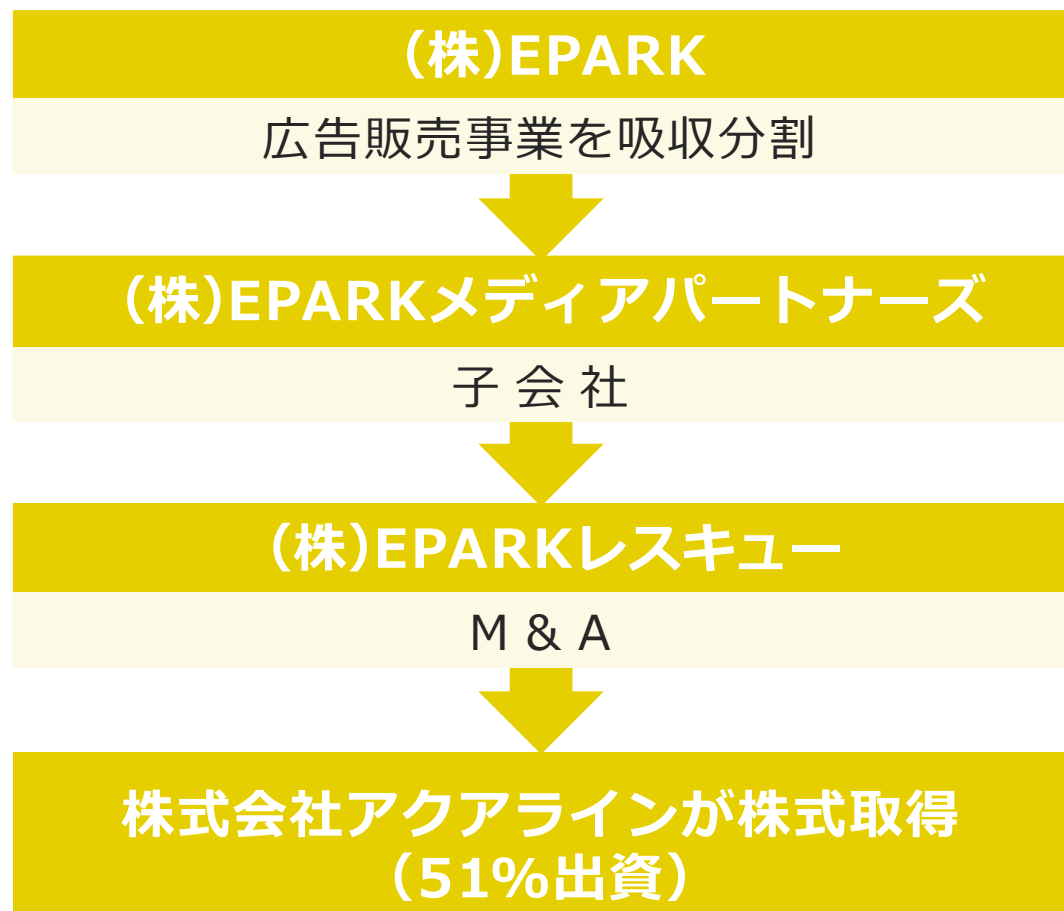 （株）EPARK
広告販売事業を吸収分割
（株）EPARKメディアパートナーズ
子会社
（株）EPARKレスキュー
M & A
株式会社アクアラインが株式取得
（51%出資）